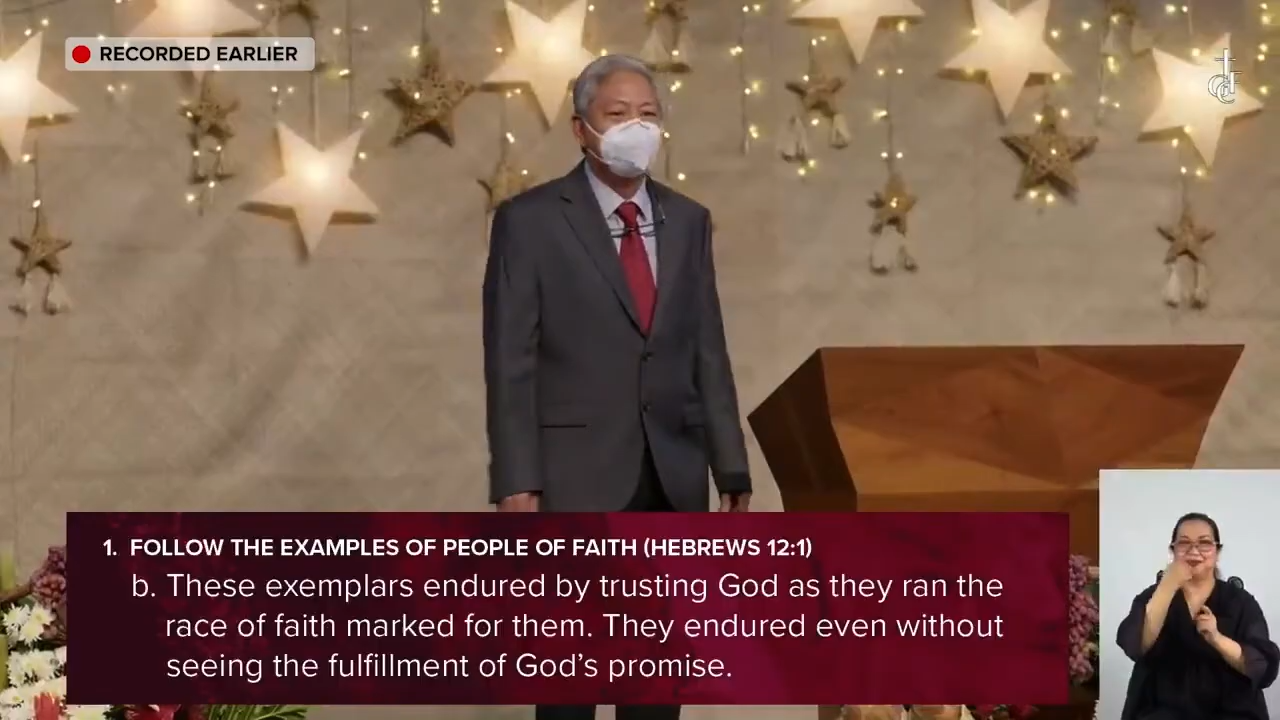 RECORDED EARLIER
1. FOLLOW THE EXAMPLES OF PEOPLE OF FAITH (HEBREWS 12:1)
b. These exemplars endured by trusting God as they ran the
race of faith marked for them. They endured even without
seeing the fulfillment of God’s promise.